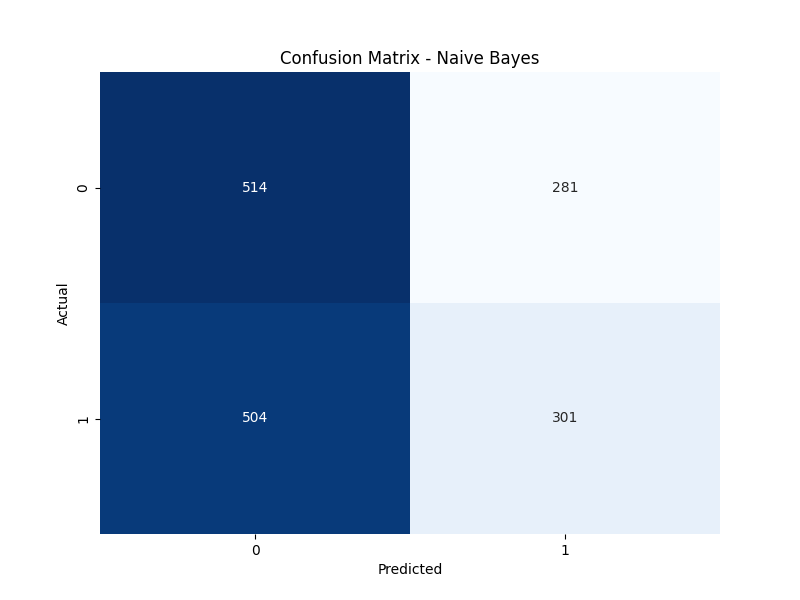 Confusion Matrix - Naive Bayes
0
514
281
Actual
1
504
301
0
1
Predicted